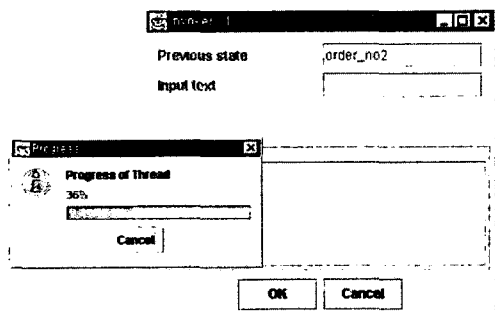 Previous state order_no2
Input text
Progress
Progress of Thread
36%
Cancel
OK Cancel